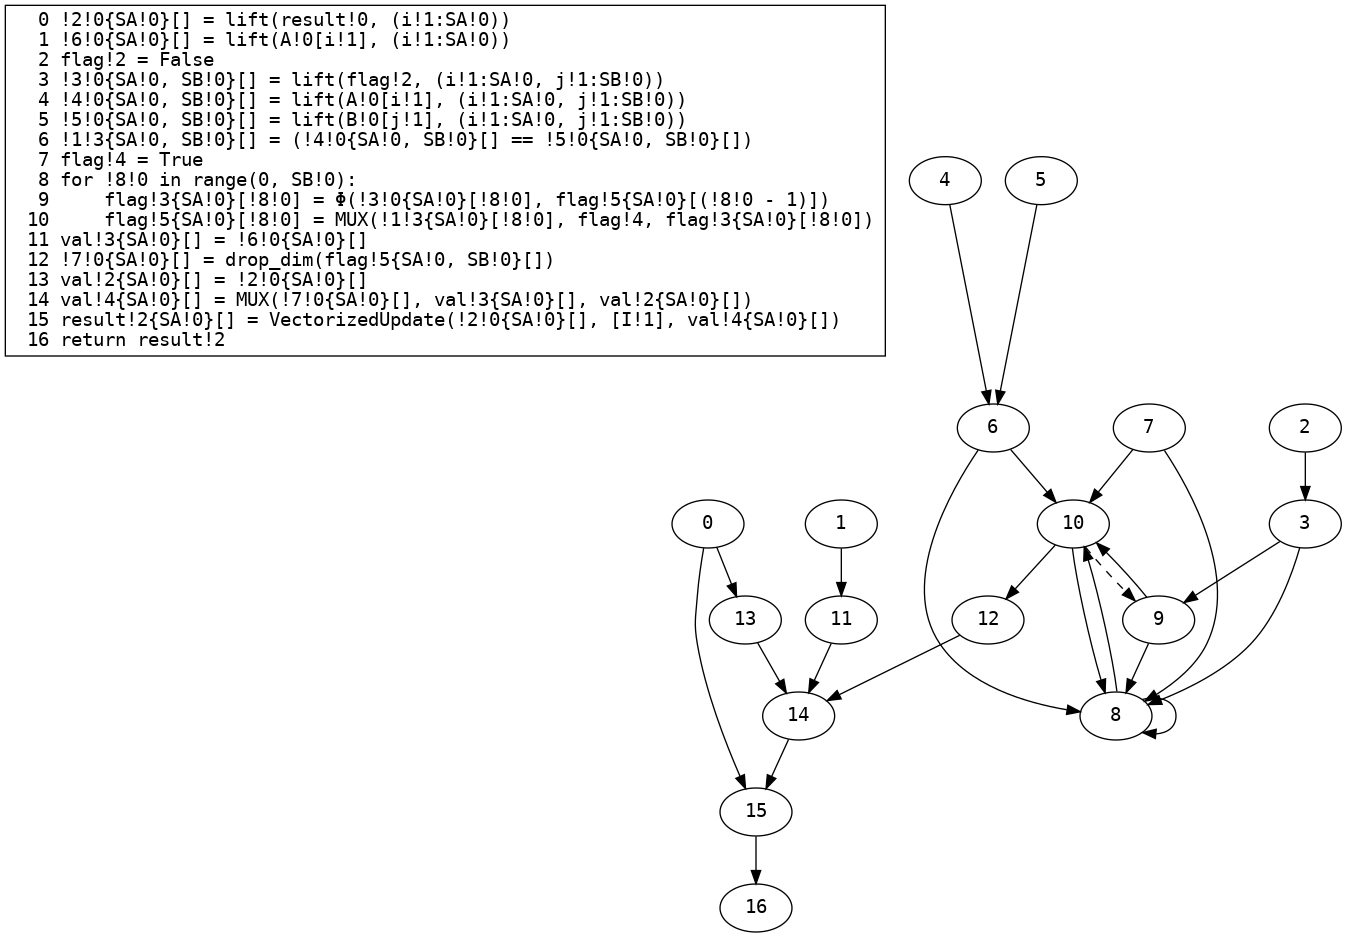 0 !2!0{SA!0}[] = lift(result!0, (i!1:SA!0))
1 !6!0{SA!0}[] = lift(A!0[i!1], (i!1:SA!0))
2 flag!2 = False
3 !3!0{SA!0, SB!0}[] = lift(flag!2, (i!1:SA!0, j!1:SB!0))
4 !4!0{SA!0, SB!0}[] = lift(A!0[i!1], (i!1:SA!0, j!1:SB!0))
5 !5!0{SA!0, SB!0}[] = lift(B!0[j!1], (i!1:SA!0, j!1:SB!0))
6 !1!3{SA!0, SB!0}[] = (!4!0{SA!0, SB!0}[] == !5!0{SA!0, SB!0}[])
7 flag!4 = True
8 for !8!0 in range(0, SB!0):
9     flag!3{SA!0}[!8!0] = Φ(!3!0{SA!0}[!8!0], flag!5{SA!0}[(!8!0 - 1)])
10     flag!5{SA!0}[!8!0] = MUX(!1!3{SA!0}[!8!0], flag!4, flag!3{SA!0}[!8!0])
11 val!3{SA!0}[] = !6!0{SA!0}[]
12 !7!0{SA!0}[] = drop_dim(flag!5{SA!0, SB!0}[])
13 val!2{SA!0}[] = !2!0{SA!0}[]
14 val!4{SA!0}[] = MUX(!7!0{SA!0}[], val!3{SA!0}[], val!2{SA!0}[])
15 result!2{SA!0}[] = VectorizedUpdate(!2!0{SA!0}[], [I!1], val!4{SA!0}[])
16 return result!2
4 5
6 7 2
0 1 10 3
13 11 12 9
14 8
15
16